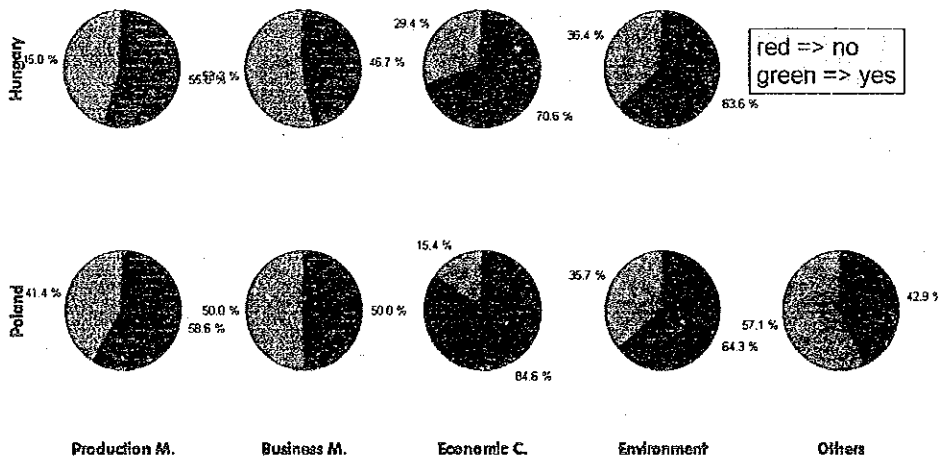 29.4 %
36.4 %
red => no
green => yes
Hungary
46.7 %
70.6 %
63.6 %
15.4 %
Poland
41.4 %
58.6 %
50.0 %
50.0 %
84.6 %
35.7 %
64.3 %
57.1 %
42.9 %
Production M.
Business M.
Economic C.
Environment
Others